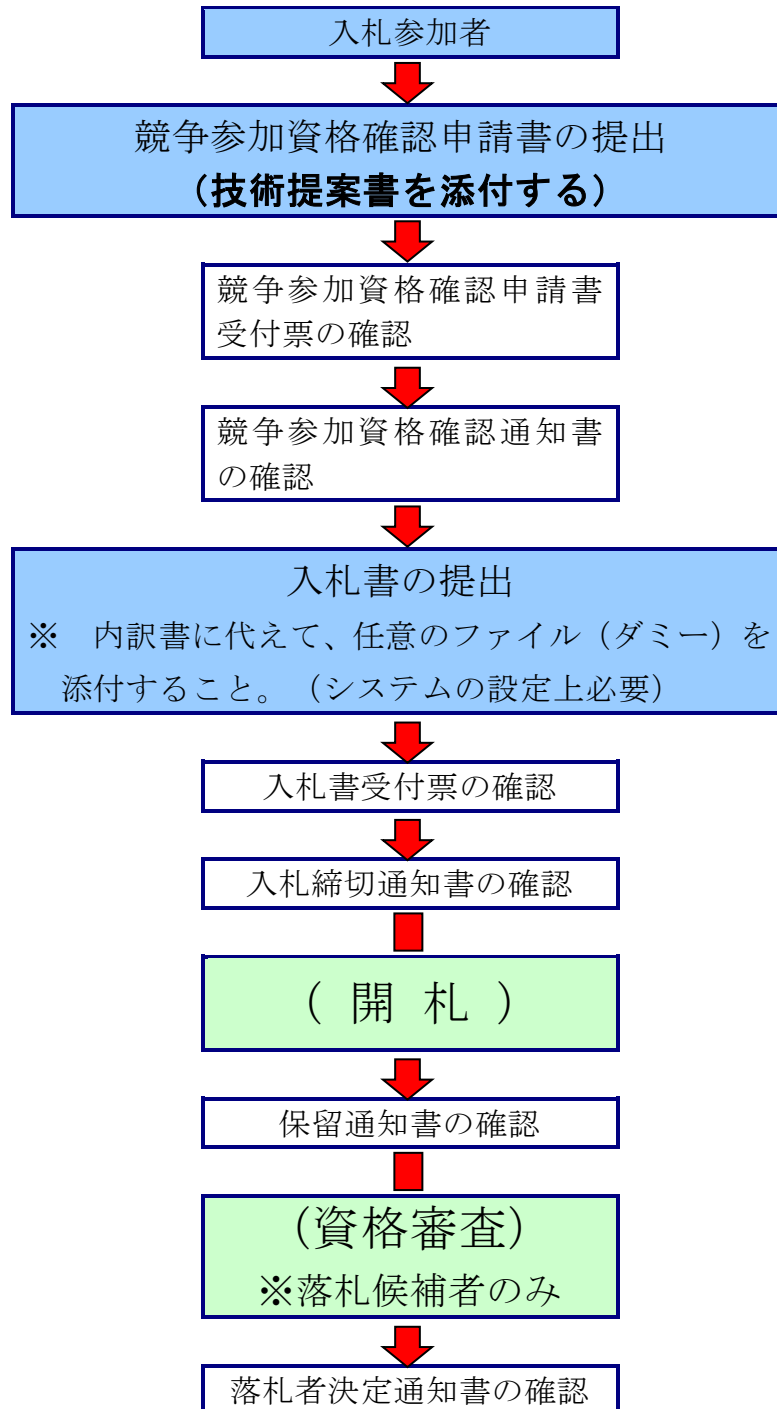 入札参加者
競争参加資格確認申請書の提出
（技術提案書を添付する）
競争参加資格確認申請書
受付票の確認
競争参加資格確認通知書
の確認
入札書の提出
※　内訳書に代えて、任意のファイル（ダミー）を
添付すること。（システムの設定上必要）
入札書受付票の確認
入札締切通知書の確認
（ 開 札 ）
保留通知書の確認
（資格審査）
※落札候補者のみ
落札者決定通知書の確認